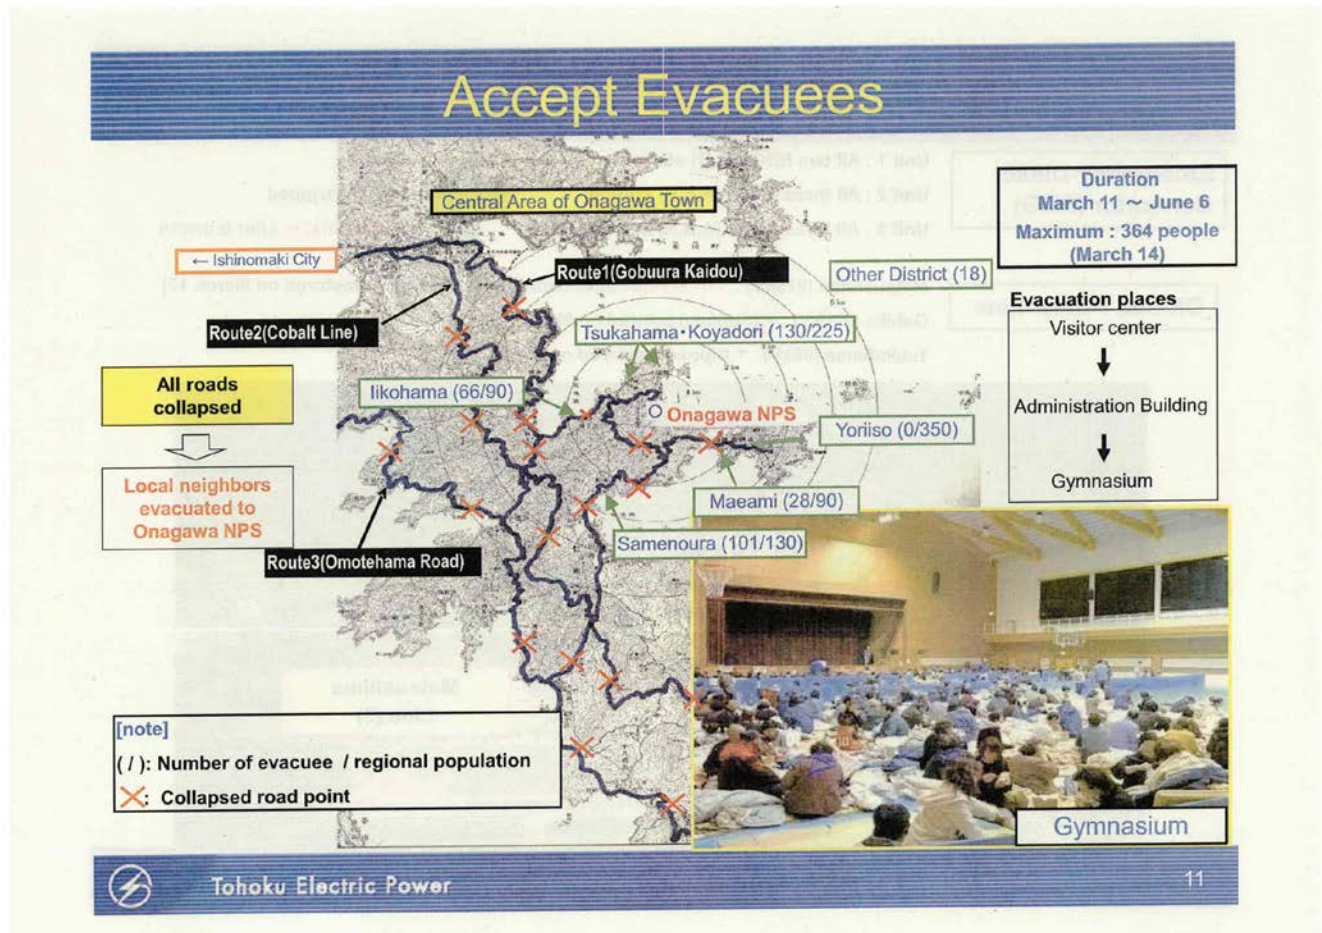 Accept Evacuees
Central Area of Onagawa Town
← Ishinomaki City
Route1(Gobuura Kaidou)
Route2(Cobalt Line)
Other District (18)
Duration
March 11 ～ June 6
Maximum : 364 people
(March 14)
Evacuation places
Visitor center
Administration Building
Gymnasium
Tsukahama・Koyadori (130/225)
Iikohama (66/90)
Onagawa NPS
Yoriiso (0/350)
Maeami (28/90)
Samenoura (101/130)
All roads
collapsed
Local neighbors
evacuated to
Onagawa NPS
Route3(Omotehama Road)
[note]
( / ): Number of evacuee / regional population
: Collapsed road point
Gymnasium
Tohoku Electric Power
11